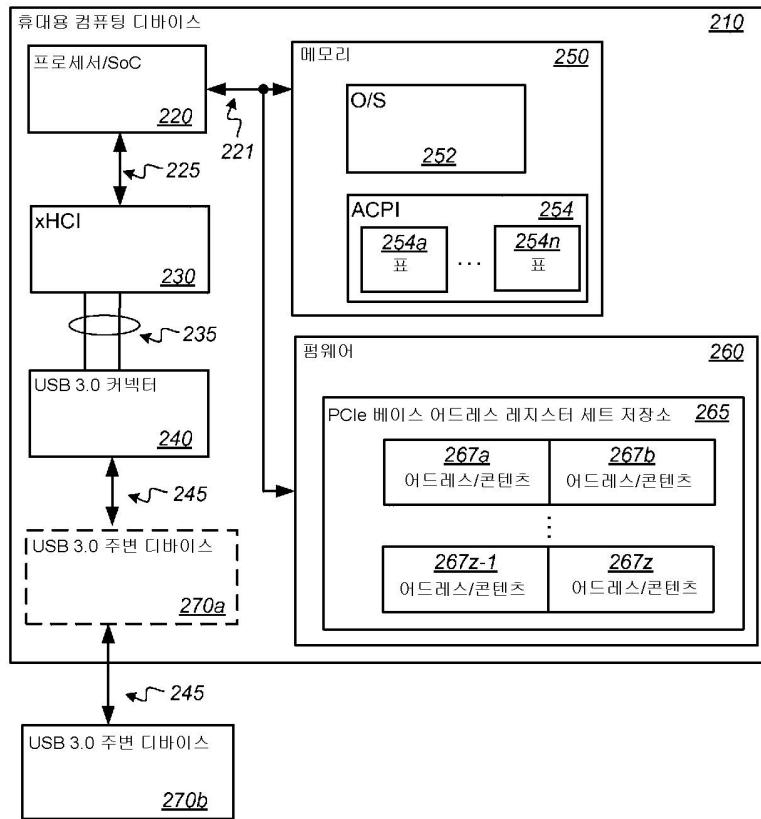 휴대용 컴퓨팅 디바이스
210
프로세서/SoC
220
221
225
xHCI
230
235
USB 3.0 커넥터
240
245
USB 3.0 주변 디바이스
270a
245
USB 3.0 주변 디바이스
270b
메모리
250
O/S
252
ACPI
254
254a
표
...
254n
표
펌웨어
260
PCIe 베이스 어드레스 레지스터 세트 저장소
265
267a
어드레스/콘텐츠
267b
어드레스/콘텐츠
⋮
267z-1
어드레스/콘텐츠
267z
어드레스/콘텐츠